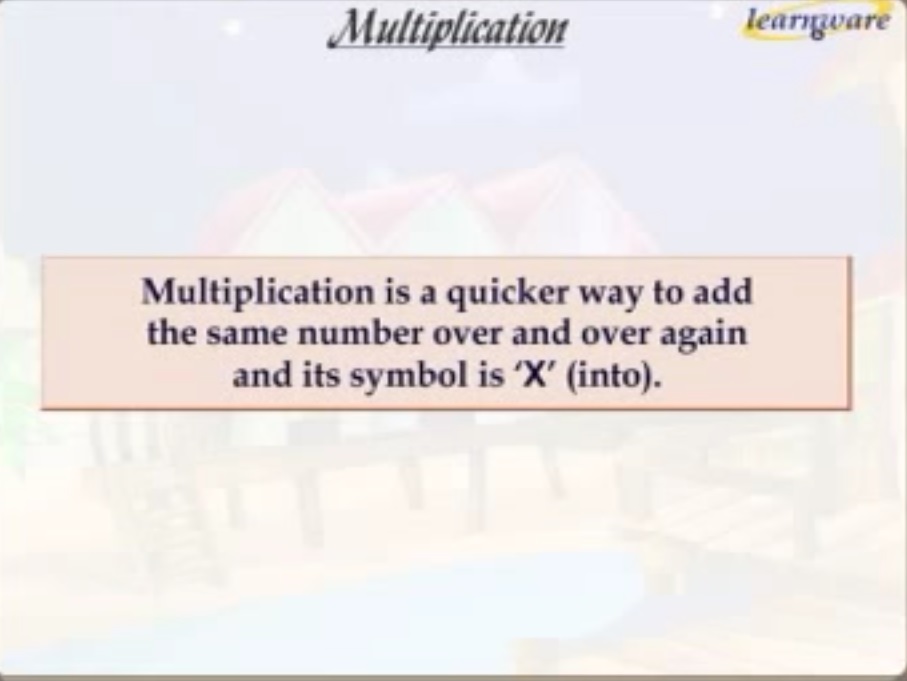 Multiplication
learnware
Multiplication is a quicker way to add
the same number over and over again
and its symbol is ‘X’ (into).